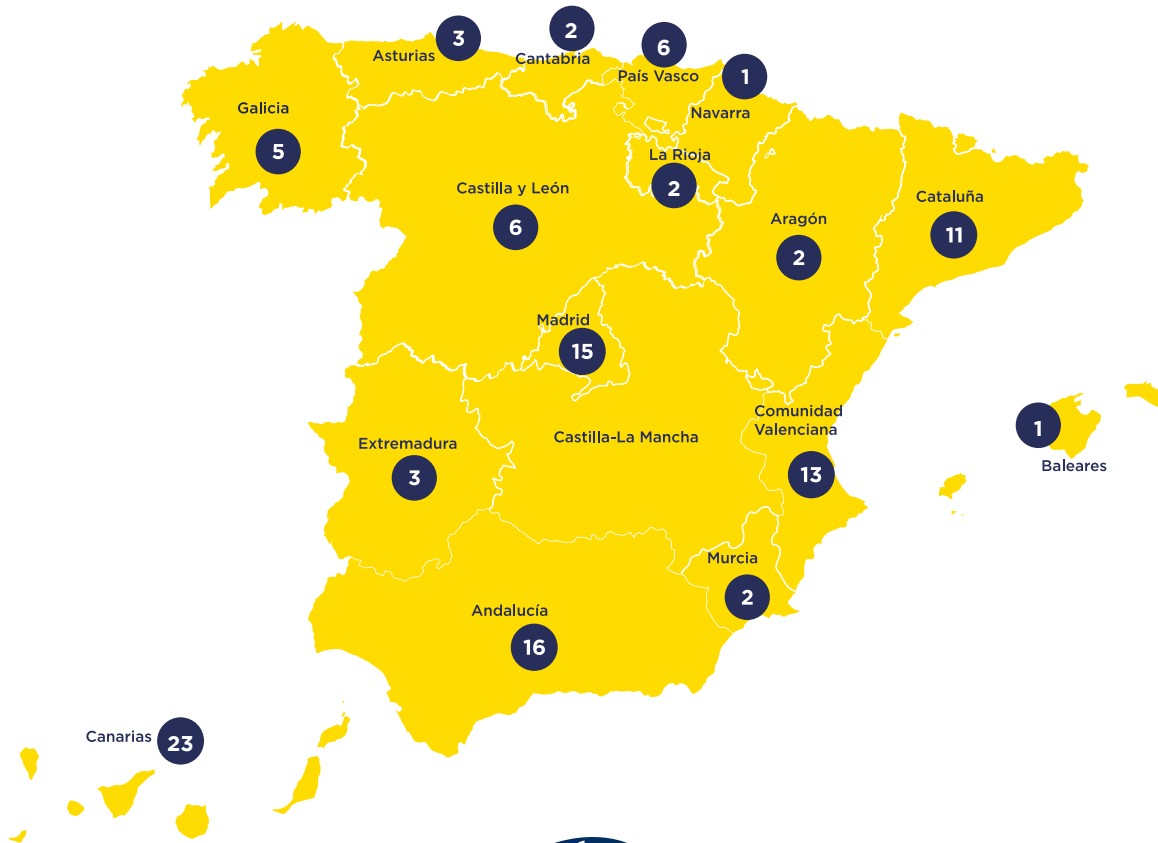 3
Asturias
2
Cantabria
6
País Vasco
1
Navarra
Galicia
5
La Rioja
2
Castilla y León
6
Aragón
2
Cataluña
11
Madrid
15
Comunidad
Valenciana
13
Castilla-La Mancha
Extremadura
3
1
Baleares
Murcia
2
Andalucía
16
Canarias
23